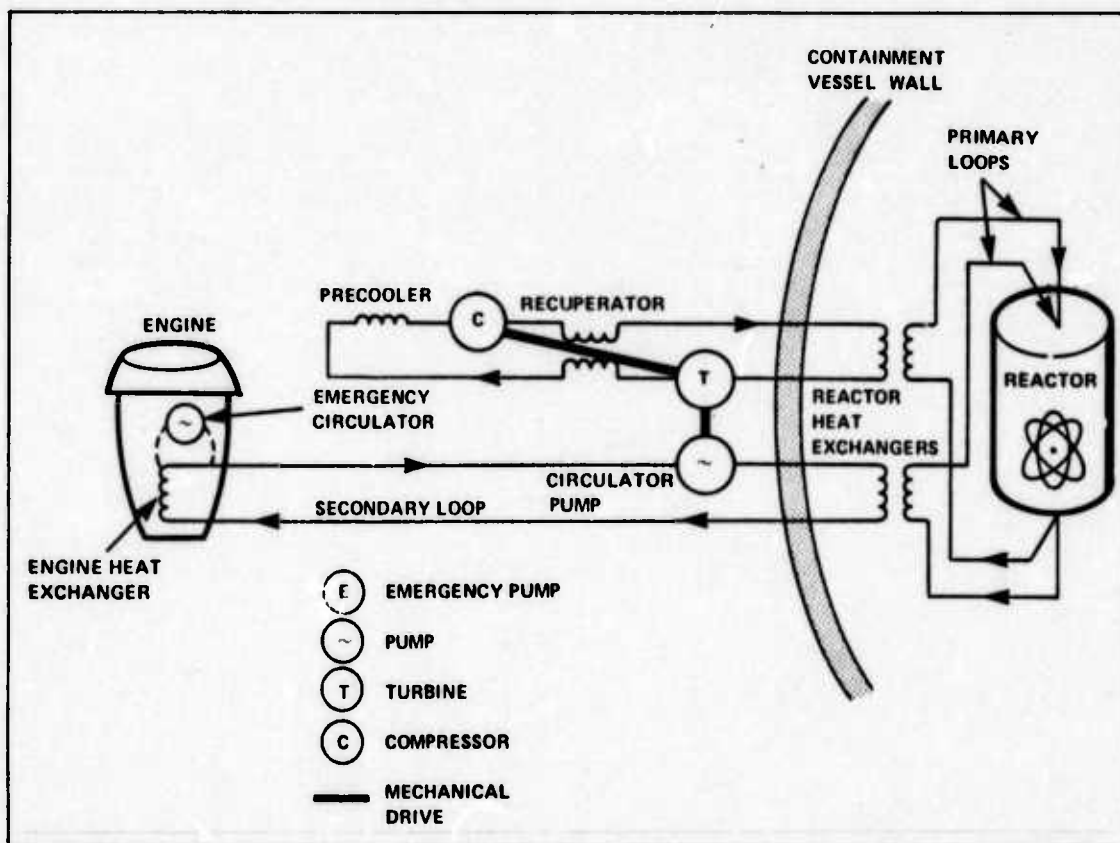 CONTAINMENT
VESSEL WALL
PRIMARY
LOOPS
PRECOOLER
RECUPERATOR
C
ENGINE
T
REACTOR
EMERGENCY
CIRCULATOR
REACTOR
HEAT
EXCHANGERS
~
~
CIRCULATOR
PUMP
SECONDARY LOOP
ENGINE HEAT
EXCHANGER
E EMERGENCY PUMP
~ PUMP
T TURBINE
C COMPRESSOR
MECHANICAL
DRIVE